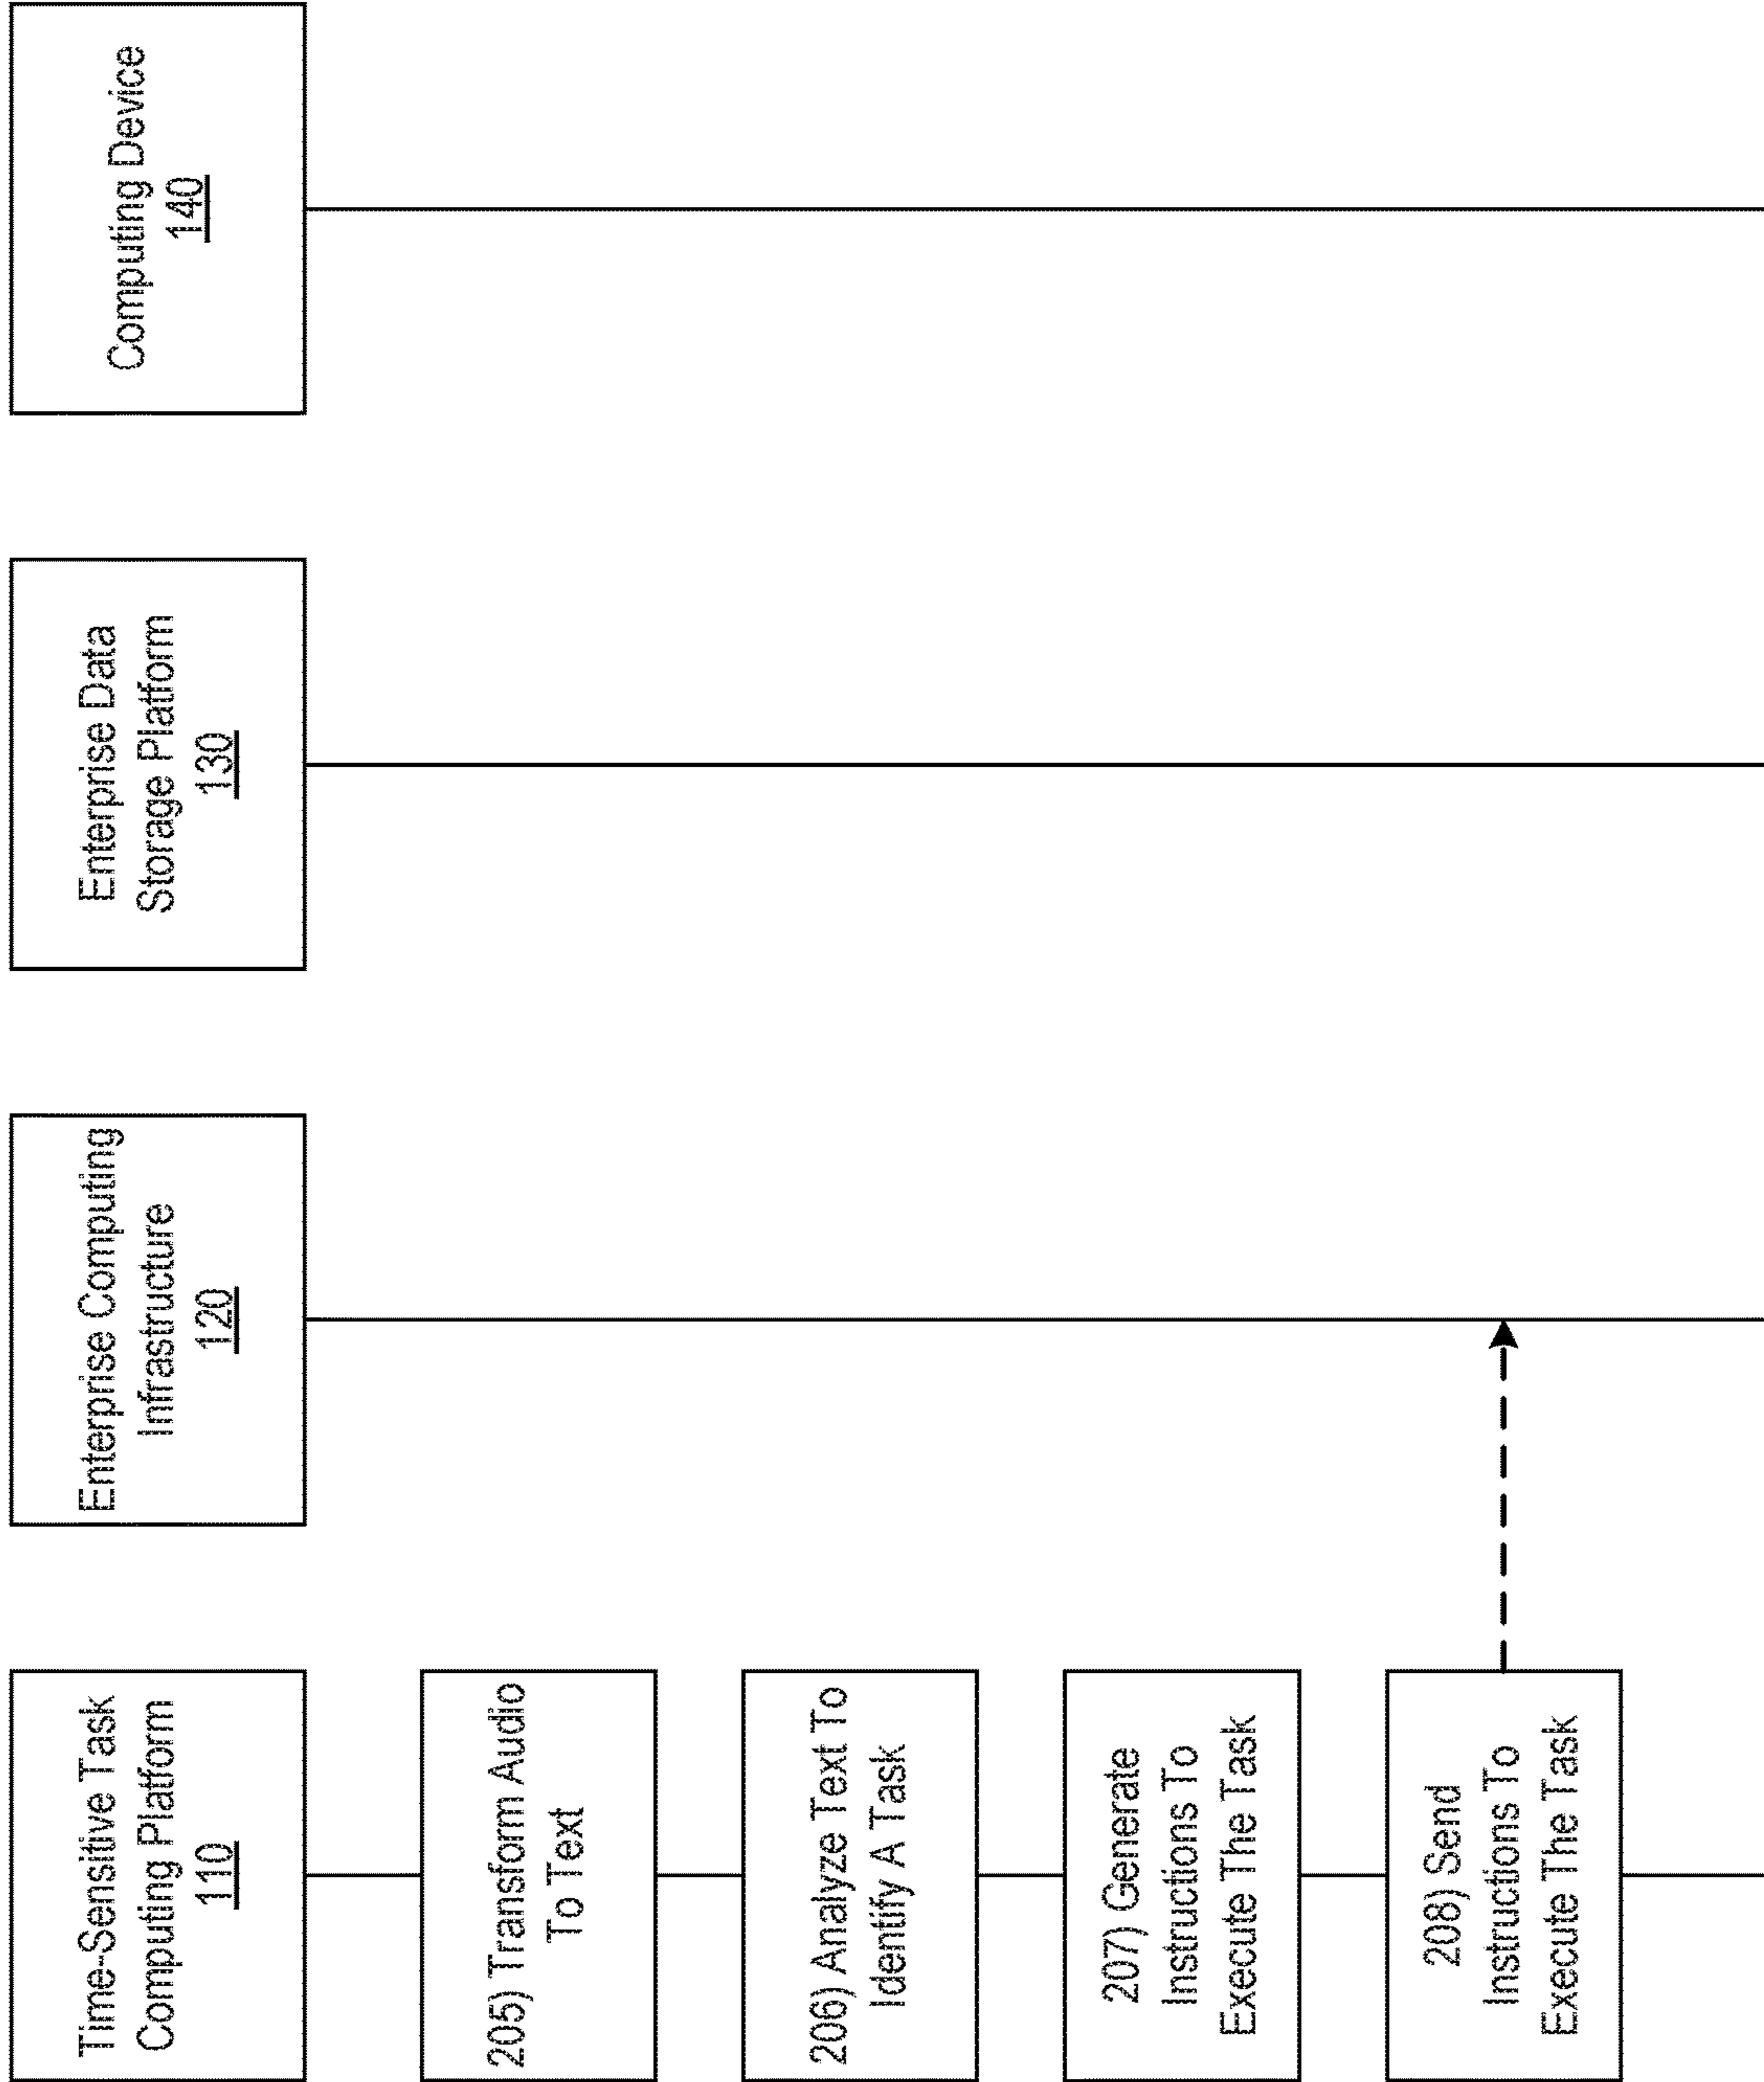 Time-Sensitive Task
Computing Platform
110
Enterprise Computing
Infrastructure
120
Enterprise Data
Storage Platform
130
Computing Device
140
205) Transform Audio
To Text
206) Analyze Text To
Identify A Task
207) Generate
Instructions To
Execute The Task
208) Send
Instructions To
Execute The Task